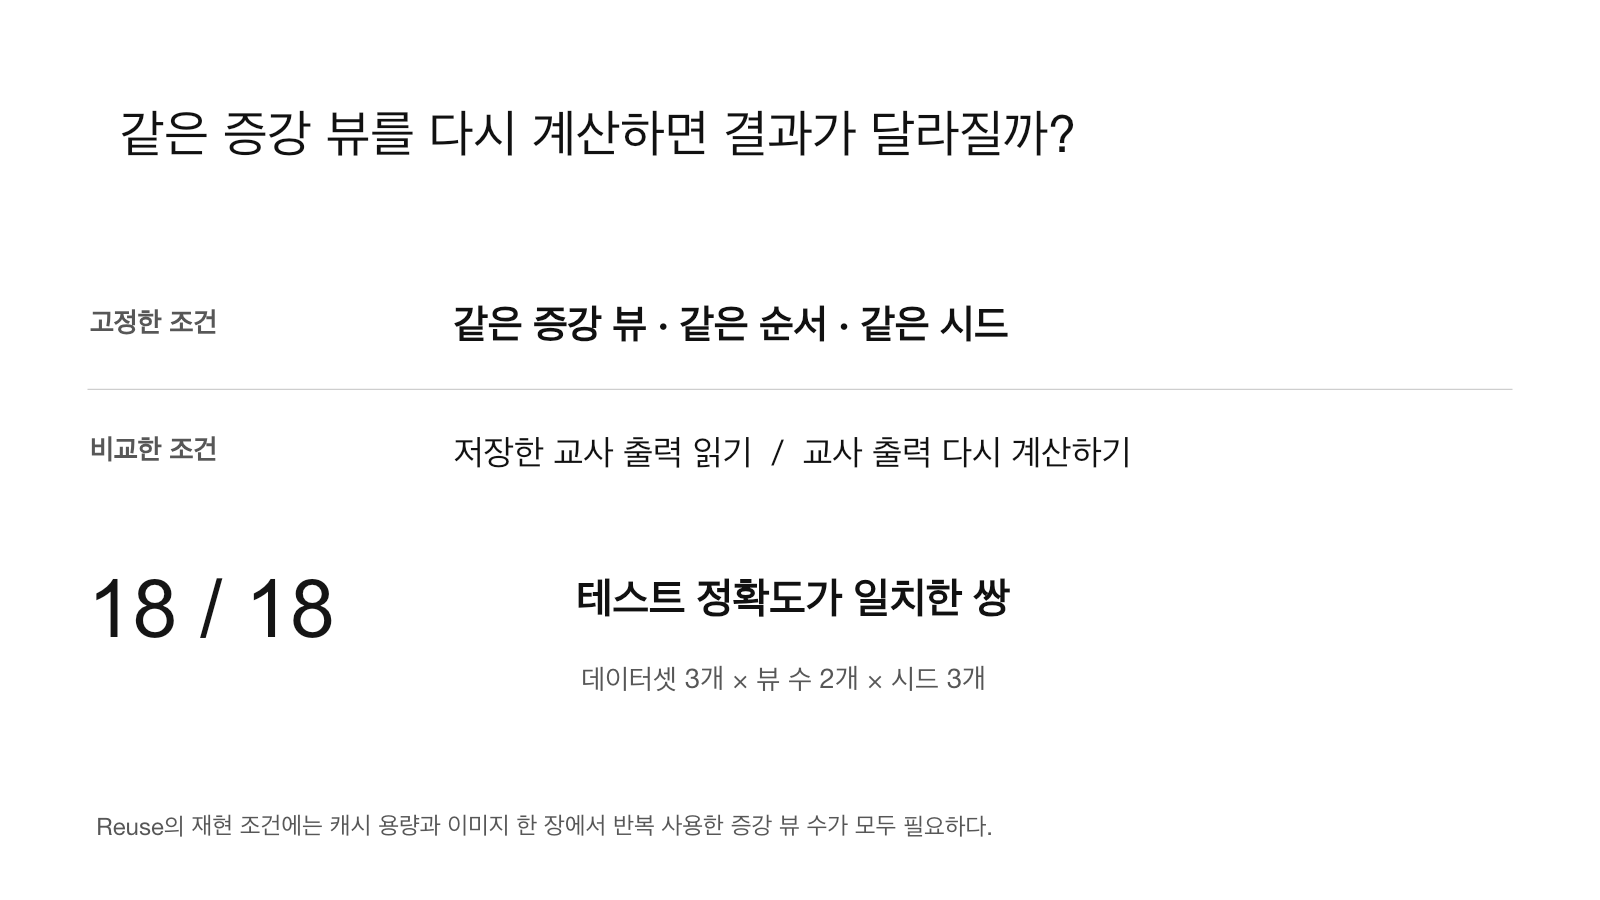 같은 증강 뷰를 다시 계산하면 결과가 달라질까?
고정한 조건
같은 증강 뷰 · 같은 순서 · 같은 시드
비교한 조건
저장한 교사 출력 읽기 / 교사 출력 다시 계산하기
18 / 18
테스트 정확도가 일치한 쌍
데이터셋 3개 × 뷰 수 2개 × 시드 3개
Reuse의 재현 조건에는 캐시 용량과 이미지 한 장에서 반복 사용한 증강 뷰 수가 모두 필요하다.